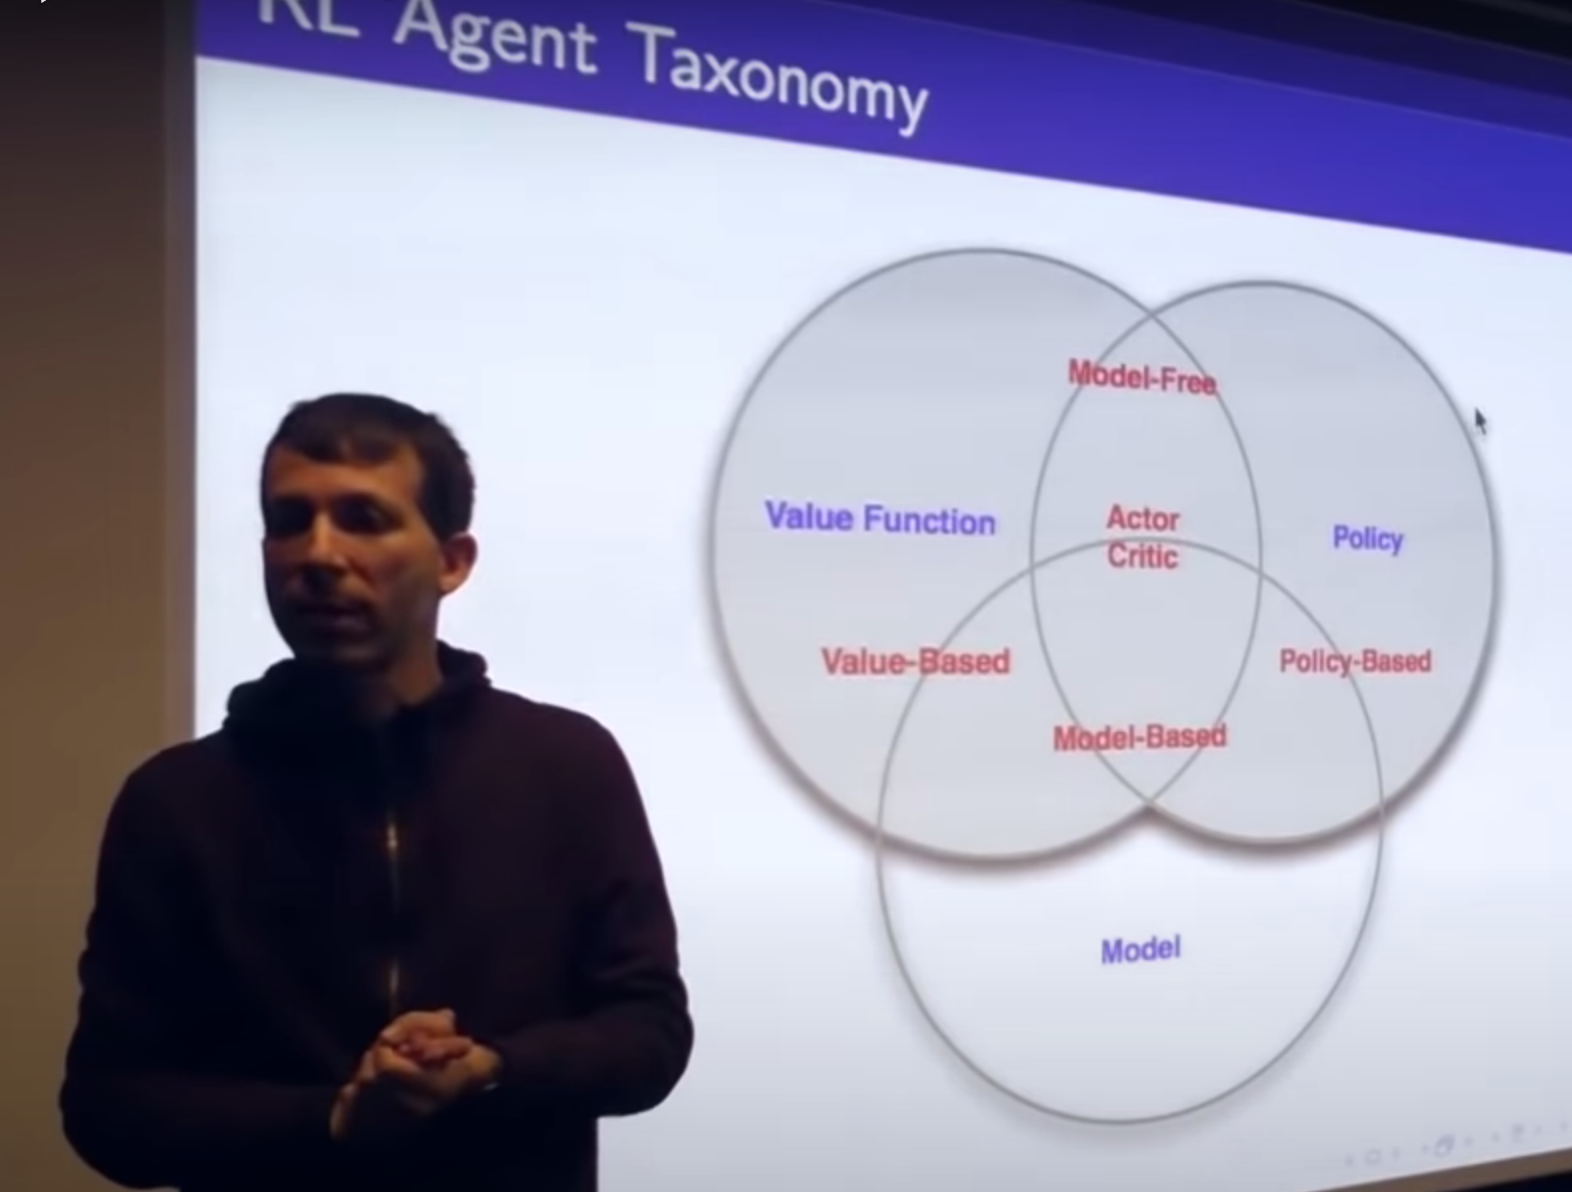 RL Agent Taxonomy
Model-Free
Value Function
Actor
Critic
Policy
Value-Based
Policy-Based
Model-Based
Model